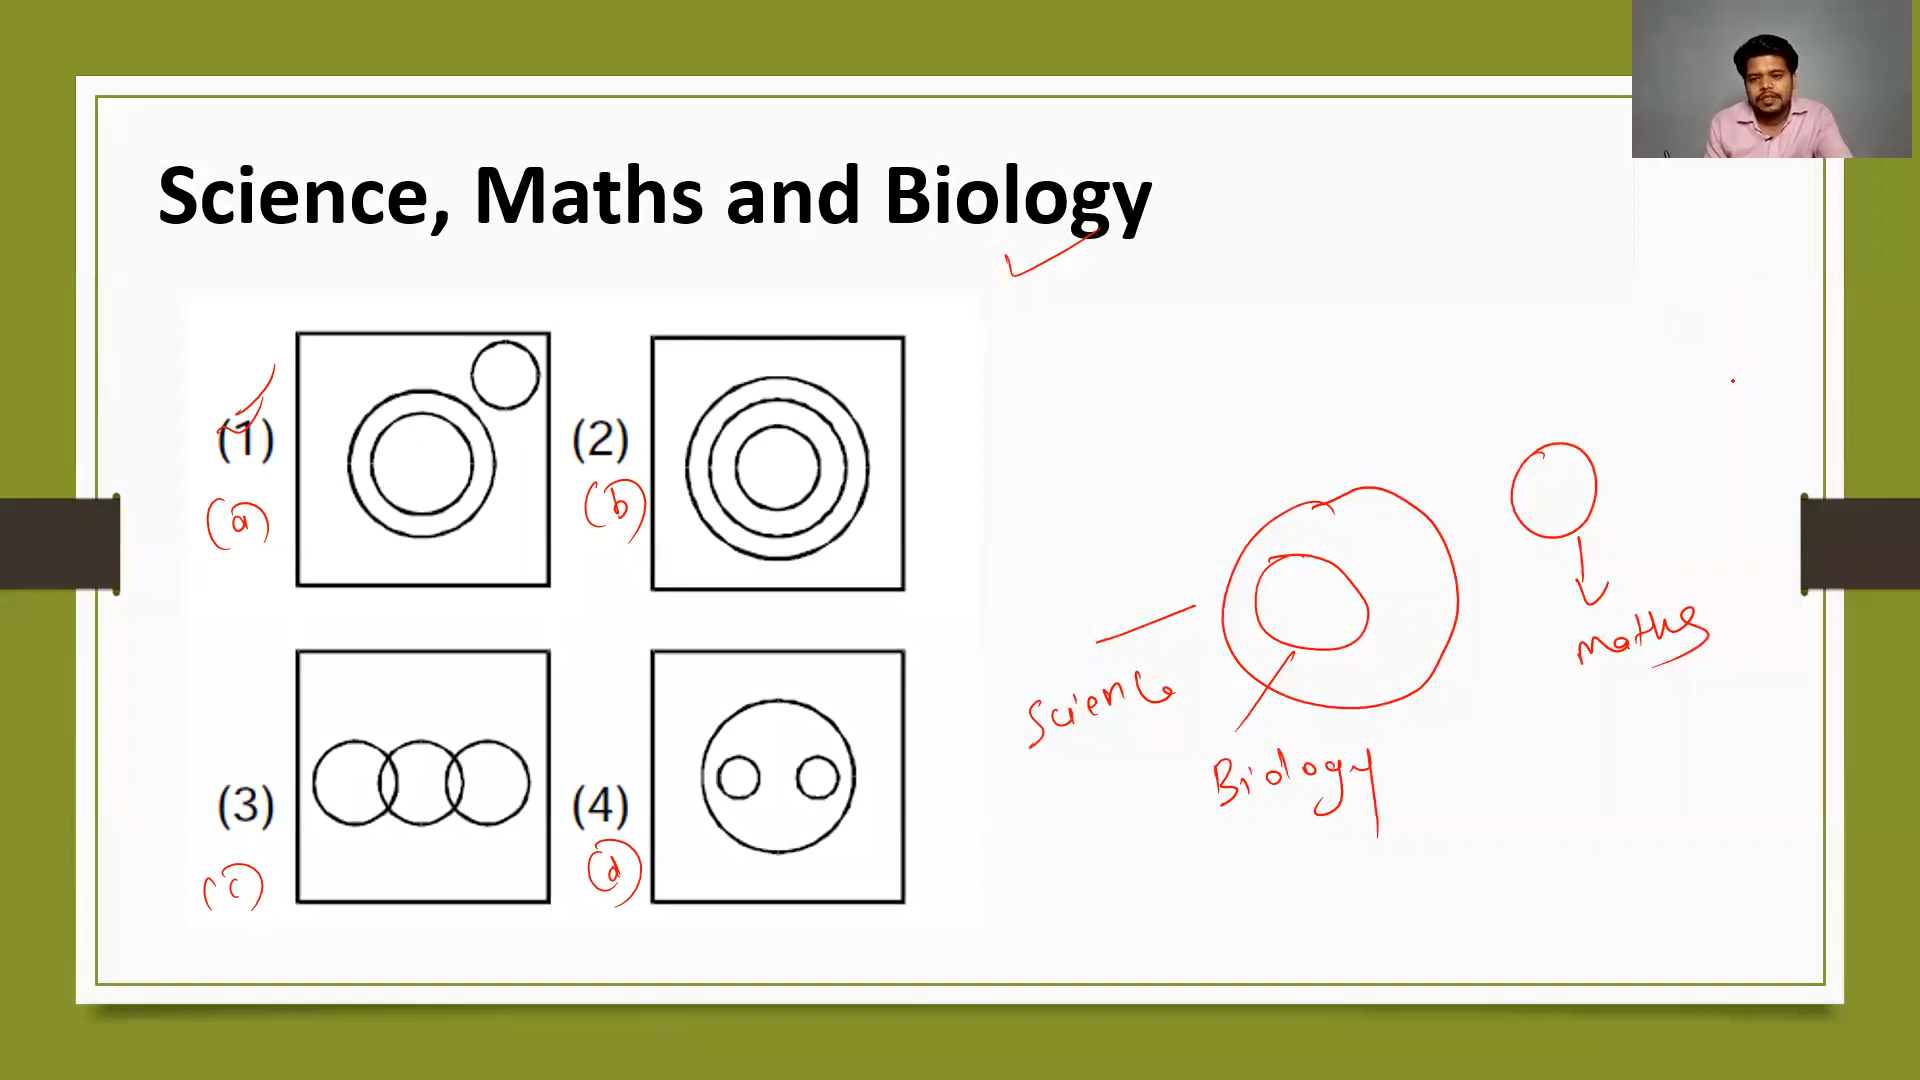 Science, Maths and Biology
(1) (2)
(a) (b)
(3) (4)
(c) (d)
Maths
Science
Biology